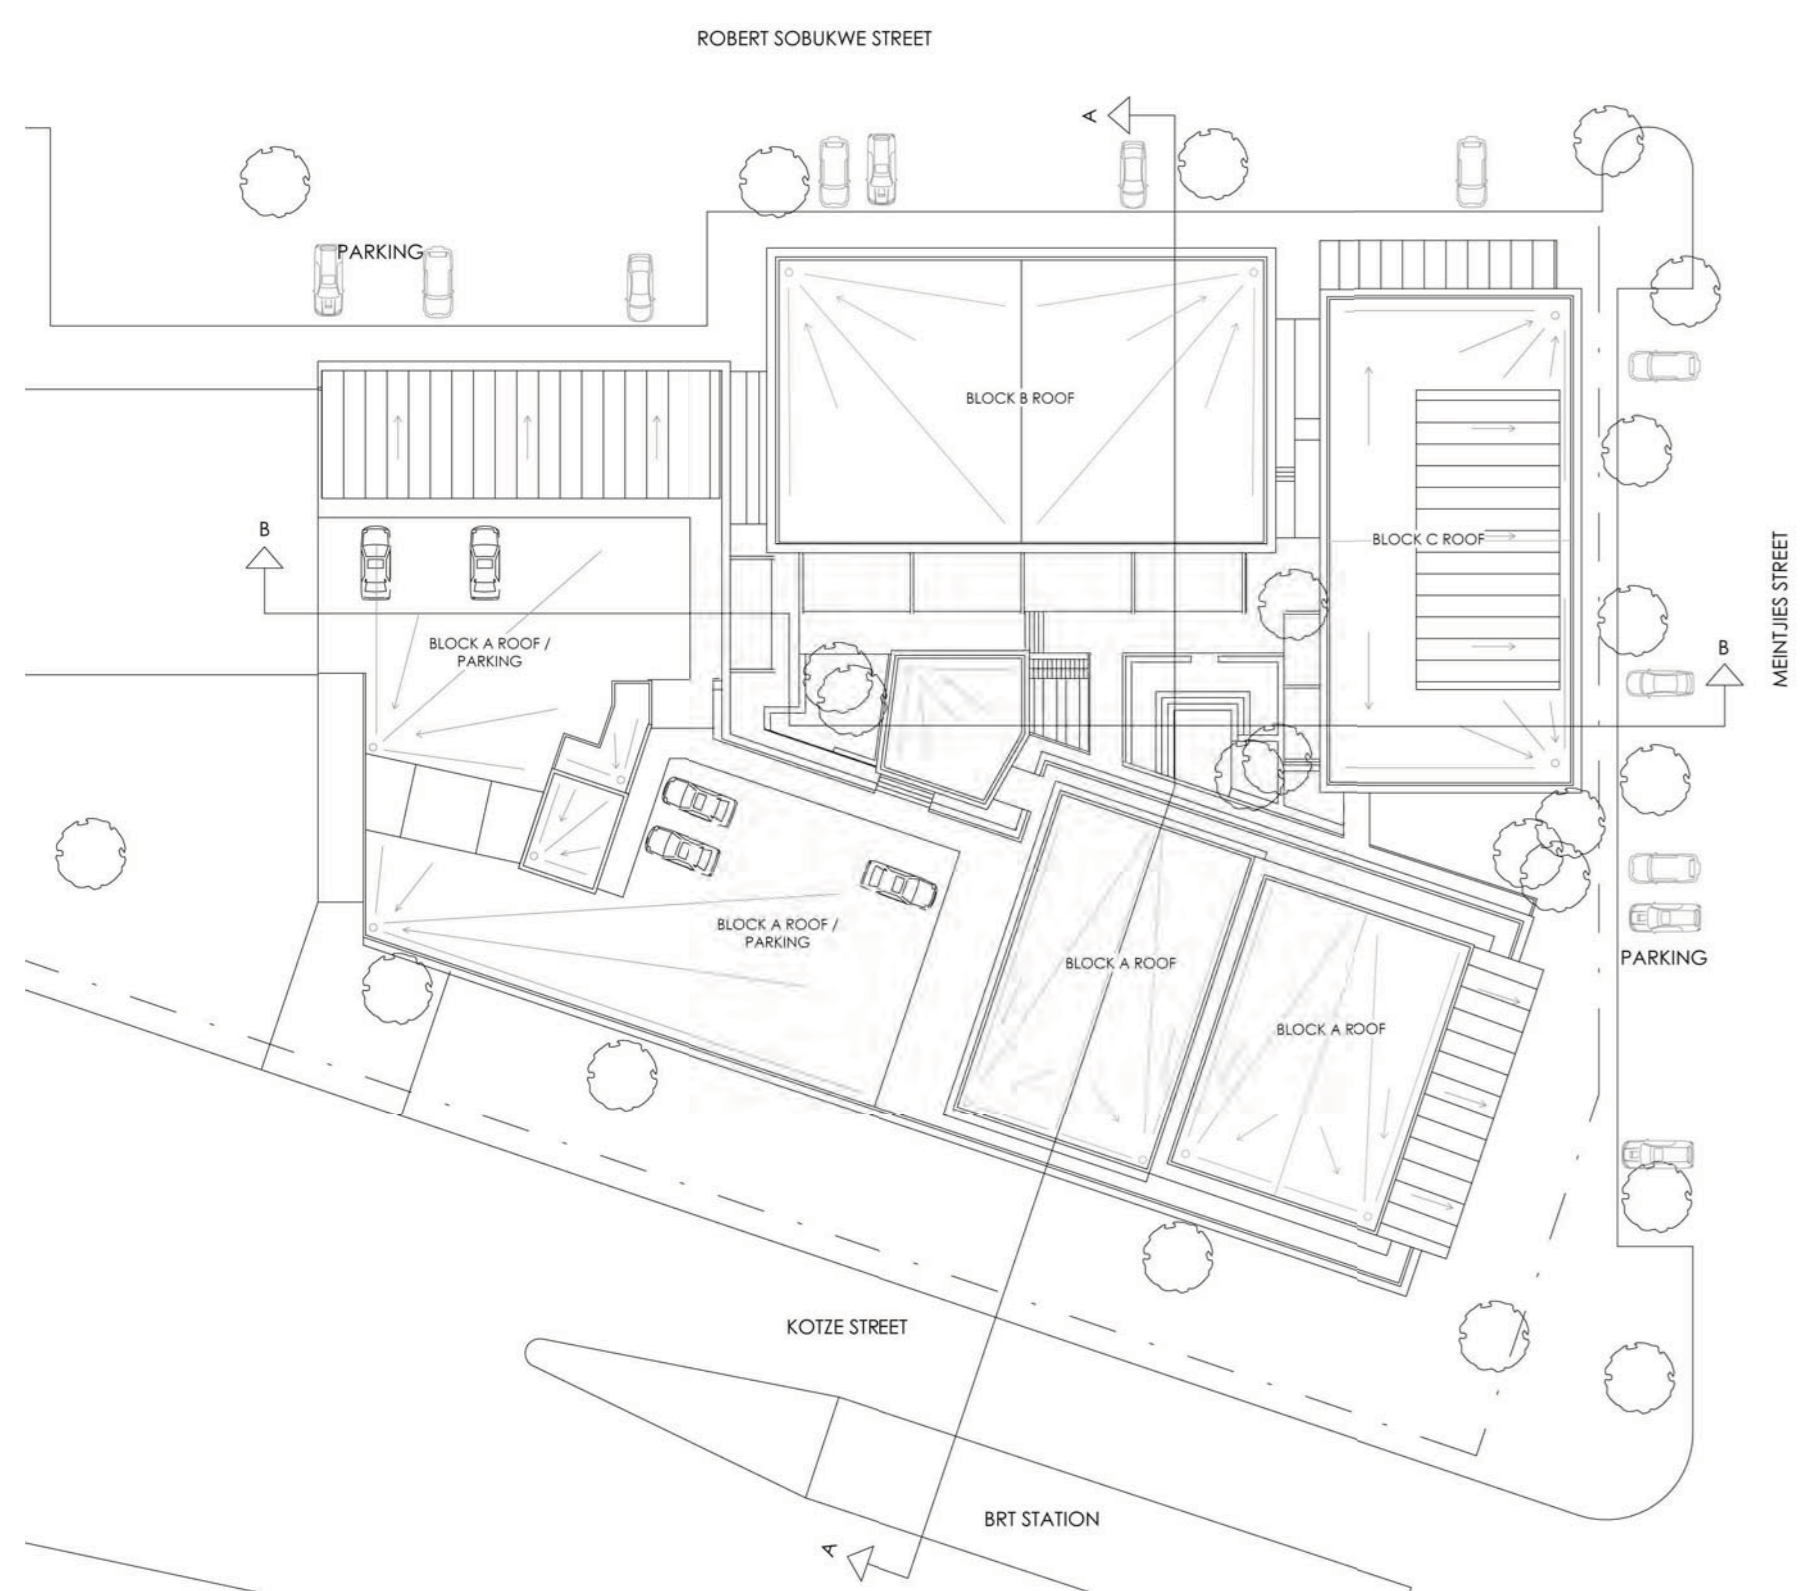 ROBERT SOBUKWE STREET
A
PARKING
BLOCK B ROOF
B
BLOCK C ROOF
MEINTJIES STREET
BLOCK A ROOF /
PARKING
B
BLOCK A ROOF /
PARKING
BLOCK A ROOF
PARKING
BLOCK A ROOF
KOTZE STREET
BRT STATION
A